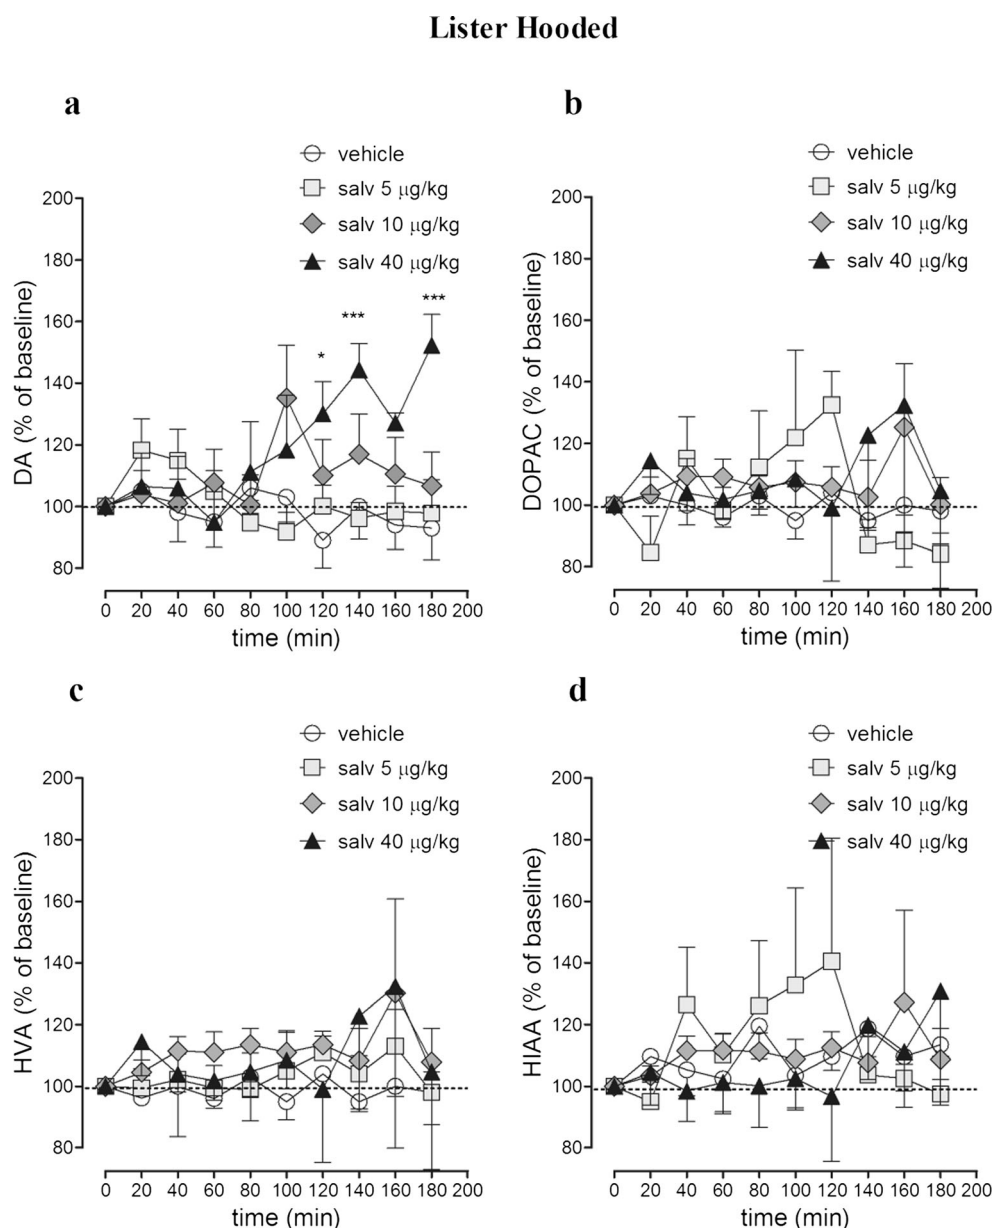 Lister Hooded
a
vehicle
salv 5 μg/kg
salv 10 μg/kg
salv 40 μg/kg
DA (% of baseline)
200
180
160
140
120
100
80
*
***
***
0 20 40 60 80 100 120 140 160 180 200
time (min)
b
vehicle
salv 5 μg/kg
salv 10 μg/kg
salv 40 μg/kg
DOPAC (% of baseline)
200
180
160
140
120
100
80
0 20 40 60 80 100 120 140 160 180 200
time (min)
c
vehicle
salv 5 μg/kg
salv 10 μg/kg
salv 40 μg/kg
HVA (% of baseline)
200
180
160
140
120
100
80
0 20 40 60 80 100 120 140 160 180 200
time (min)
d
vehicle
salv 5 μg/kg
salv 10 μg/kg
salv 40 μg/kg
HIAA (% of baseline)
200
180
160
140
120
100
80
0 20 40 60 80 100 120 140 160 180 200
time (min)